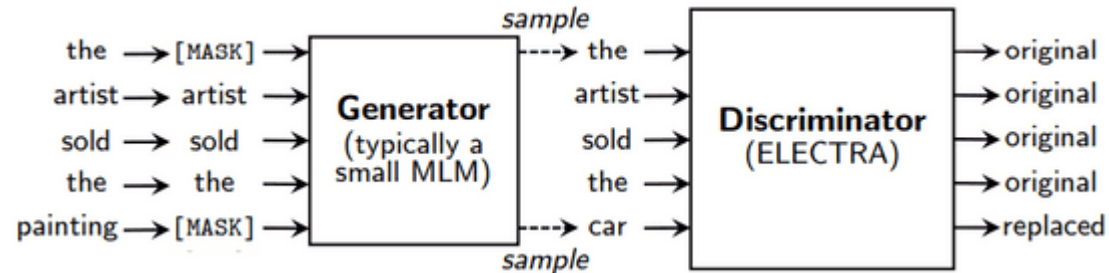 sample
the [MASK] the original
artist artist artist original
Generator
Discriminator
sold sold (typically a sold (ELECTRA) original
small MLM)
the the the original
painting [MASK] car replaced
sample